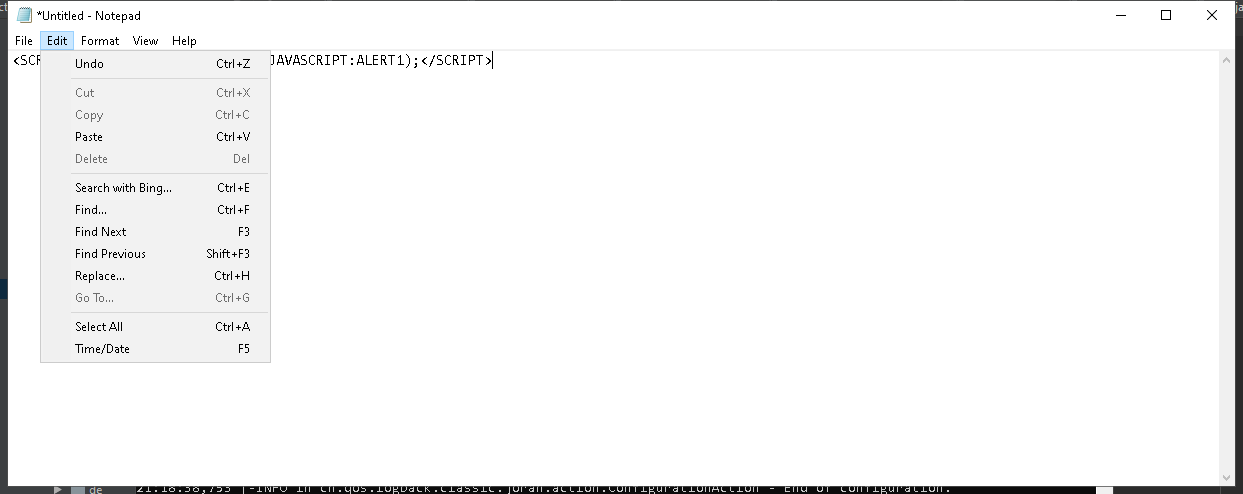 *Untitled - Notepad
File Edit Format View Help
<SCR JAVASCRIPT:ALERT1);</SCRIPT>
Undo Ctrl+Z
Cut Ctrl+X
Copy Ctrl+C
Paste Ctrl+V
Delete Del
Search with Bing... Ctrl+E
Find... Ctrl+F
Find Next F3
Find Previous Shift+F3
Replace... Ctrl+H
Go To... Ctrl+G
Select All Ctrl+A
Time/Date F5
de 21:18:38,753 |-INFO in ch.qos.logback.classic.joran.action.ConfigurationAction - End of configuration.